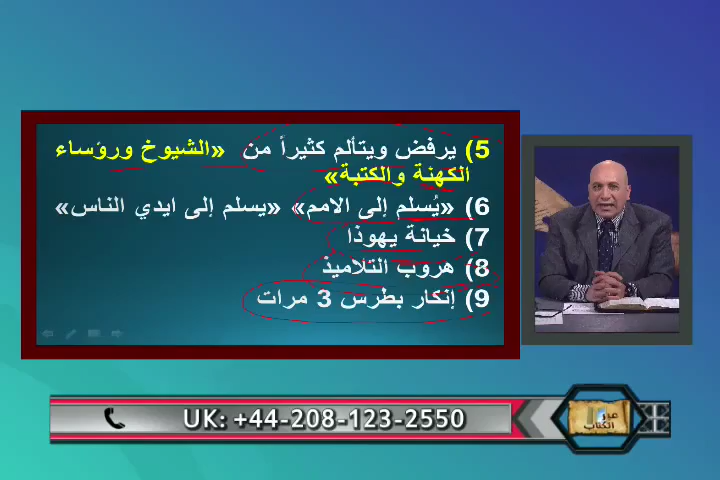 5) يرفض ويتألم كثيراً من «الشيوخ ورؤساء
الكهنة والكتبة»
6) «يُسلم إلى الامم» «يسلم إلى ايدي الناس»
7) خيانة يهوذا
8) هروب التلاميذ
9) إنكار بطرس 3 مرات
UK: +44-208-123-2550
الكتاب